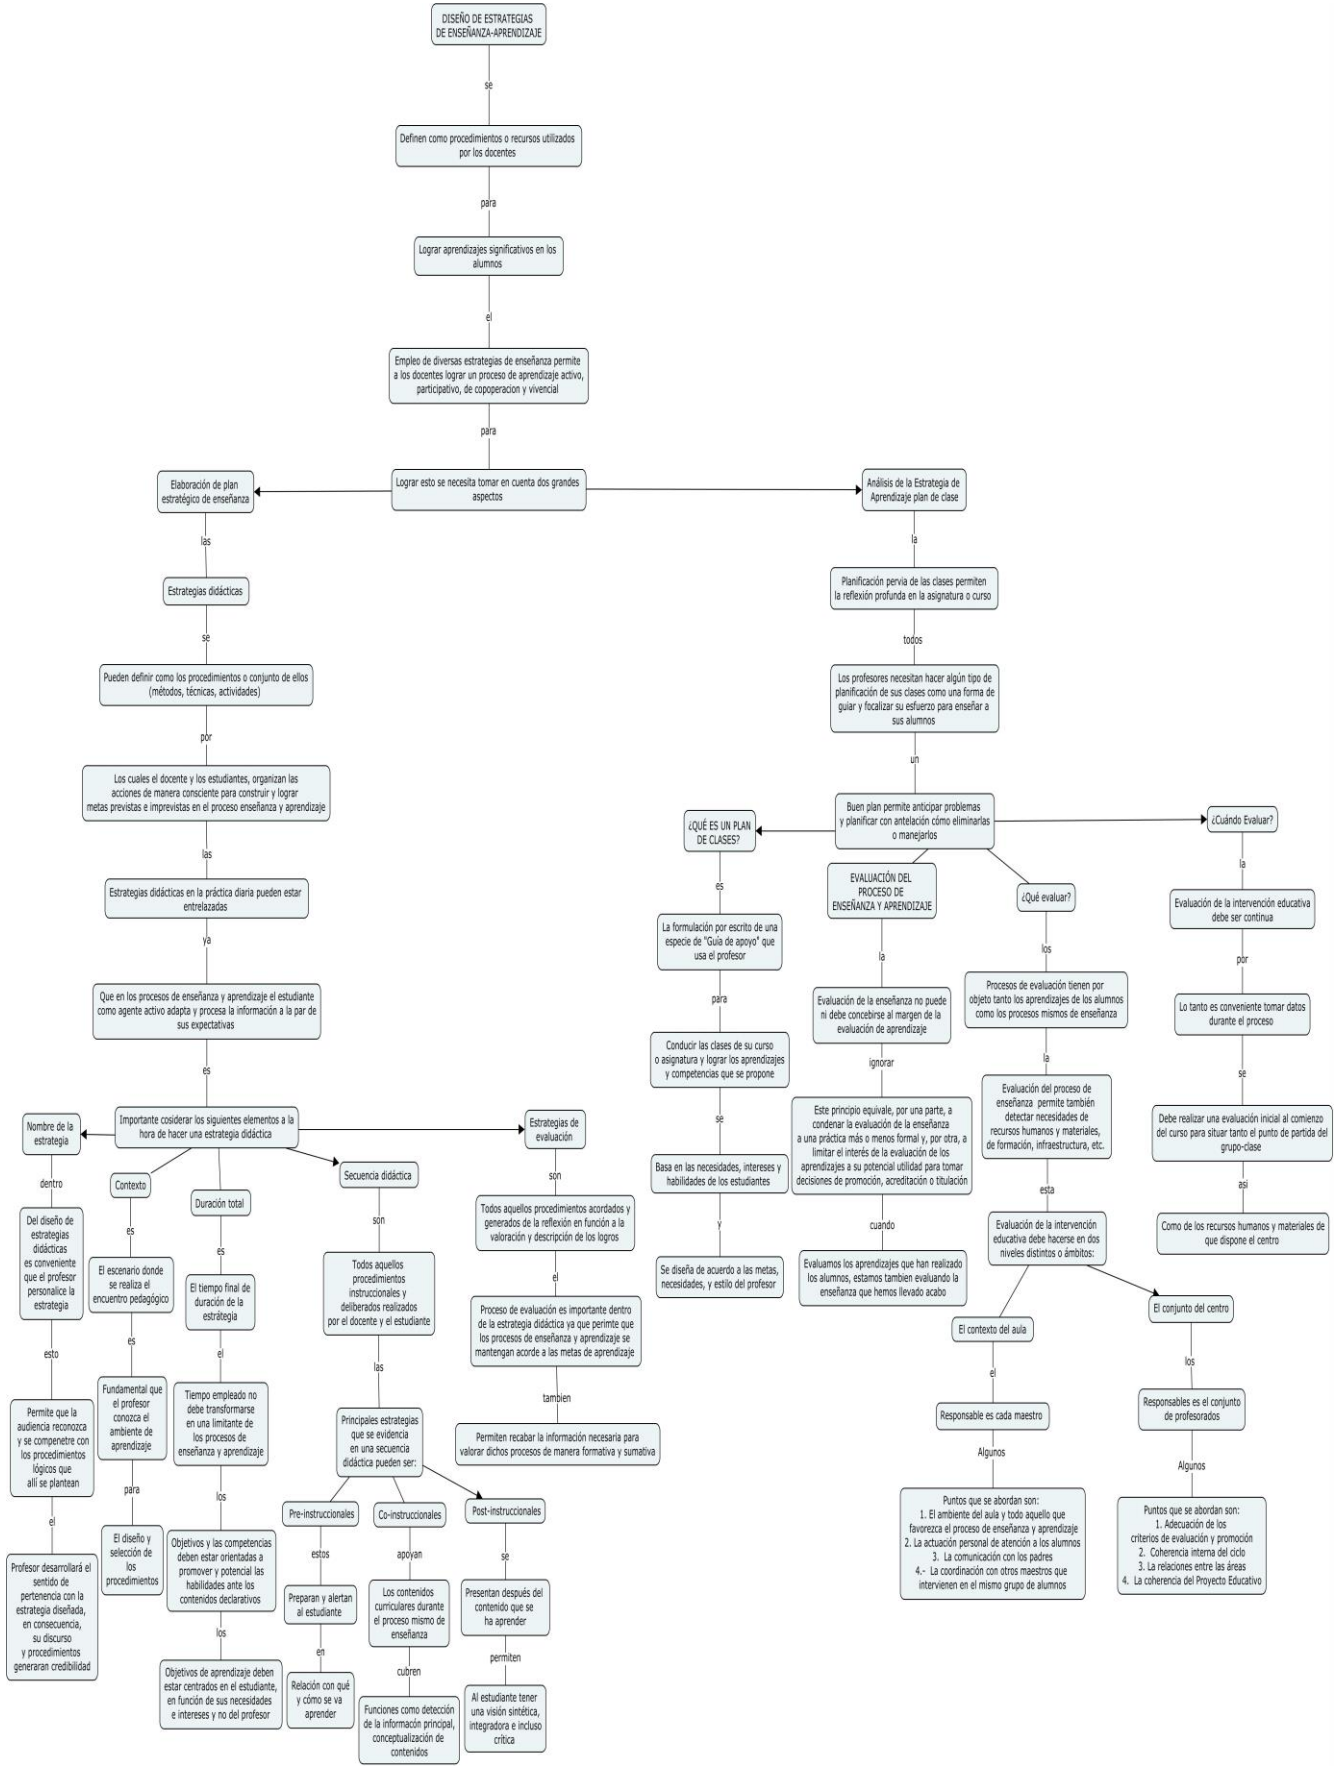 DISEÑO DE ESTRATEGIAS
DE ENSEÑANZA-APRENDIZAJE
se
Definen como procedimientos o recursos utilizados
por los docentes
para
Lograr aprendizajes significativos en los
alumnos
el
Empleo de diversas estrategias de enseñanza permite
a los docentes lograr un proceso de aprendizaje activo,
participativo, de copoperacion y vivencial
para
Lograr esto se necesita tomar en cuenta dos grandes
aspectos
Elaboración de plan
estratégico de enseñanza
las
Estrategias didácticas
se
Pueden definir como los procedimientos o conjunto de ellos
(métodos, técnicas, actividades)
por
Los cuales el docente y los estudiantes, organizan las
acciones de manera consciente para construir y lograr
metas previstas e imprevistas en el proceso enseñanza y aprendizaje
las
Estrategias didácticas en la práctica diaria pueden estar
entrelazadas
ya
Que en los procesos de enseñanza y aprendizaje el estudiante
como agente activo adapta y procesa la información a la par de
sus expectativas
es
Importante cosiderar los siguientes elementos a la
hora de hacer una estrategia didáctica
Nombre de la
estrategia
dentro
Del diseño de
estrategias
didácticas
es conveniente
que el profesor
personalice la
estrategia
esto
Permite que la
audiencia reconozca
y se compenetre con
los procedimientos
lógicos que
allí se plantean
el
Profesor desarrollará el
sentido de
pertenencia con la
estrategia diseñada,
en consecuencia,
su discurso
y procedimientos
generaran credibilidad
Contexto
es
El escenario donde
se realiza el
encuentro pedagógico
es
Fundamental que
el profesor
conozca el
ambiente de
aprendizaje
para
El diseño y
selección de
los
procedimientos
Duración total
es
El tiempo final de
duración de la
estrátegia
el
Tiempo empleado no
debe transformarse
en una limitante de
los procesos de
enseñanza y aprendizaje
los
Objetivos y las competencias
deben estar orientadas a
promover y potencial las
habilidades ante los
contenidos declarativos
los
Objetivos de aprendizaje deben
estar centrados en el estudiante,
en función de sus necesidades
e intereses y no del profesor
Secuencia didáctica
son
Todos aquellos
procedimientos
instruccionales y
deliberados realizados
por el docente y el estudiante
las
Principales estrategias
que se evidencia
en una secuencia
didáctica pueden ser:
Pre-instruccionales
estos
Preparan y alertan
al estudiante
en
Relación con qué
y cómo se va
aprender
Co-instruccionales
apoyan
Los contenidos
curriculares durante
el proceso mismo de
enseñanza
cubren
Funciones como detección
de la informacón principal,
conceptualización de
contenidos
Post-instruccionales
se
Presentan después del
contenido que se
ha aprender
permiten
Al estudiante tener
una visión sintética,
integradora e incluso
crítica
Estrategias de
evaluación
son
Todos aquellos procedimientos acordados y
generados de la reflexión en función a la
valoración y descripción de los logros
el
Proceso de evaluación es importante dentro
de la estrategia didáctica ya que perimte que
los procesos de enseñanza y aprendizaje se
mantengan acorde a las metas de aprendizaje
tambien
Permiten recabar la información necesaria para
valorar dichos procesos de manera formativa y sumativa
Análisis de la Estrategia de
Aprendizaje plan de clase
la
Planificación pervia de las clases permiten
la reflexión profunda en la asignatura o curso
todos
Los profesores necesitan hacer algún tipo de
planificación de sus clases como una forma de
guiar y focalizar su esfuerzo para enseñar a
sus alumnos
un
Buen plan permite anticipar problemas
y planificar con antelación cómo eliminarlas
o manejarlos
¿QUÉ ES UN PLAN
DE CLASES?
es
La formulación por escrito de una
especie de "Guía de apoyo" que
usa el profesor
para
Conducir las clases de su curso
o asignatura y lograr los aprendizajes
y competencias que se propone
se
Basa en las necesidades, intereses y
habilidades de los estudiantes
y
Se diseña de acuerdo a las metas,
necesidades, y estilo del profesor
EVALUACIÓN DEL
PROCESO DE
ENSEÑANZA Y APRENDIZAJE
la
Evaluación de la enseñanza no puede
ni debe concebirse al margen de la
evaluación de aprendizaje
ignorar
Este principio equivale, por una parte, a
condenar la evaluación de la enseñanza
a una práctica más o menos formal y, por otra, a
limitar el interés de la evaluación de los
aprendizajes a su potencial utilidad para tomar
decisiones de promoción, acreditación o titulación
cuando
Evaluamos los aprendizajes que han realizado
los alumnos, estamos tambien evaluando la
enseñanza que hemos llevado acabo
¿Qué evaluar?
los
Procesos de evaluación tienen por
objeto tanto los aprendizajes de los alumnos
como los procesos mismos de enseñanza
la
Evaluación del proceso de
enseñanza permite también
detectar necesidades de
recursos humanos y materiales,
de formación, infraestructura, etc.
esta
Evaluación de la intervención
educativa debe hacerse en dos
niveles distintos o ámbitos:
El contexto del aula
el
Responsable es cada maestro
Algunos
Puntos que se abordan son:
1. El ambiente del aula y todo aquello que
favorezca el proceso de enseñanza y aprendizaje
2. La actuación personal de atención a los alumnos
3. La comunicación con los padres
4.- La coordinación con otros maestros que
intervienen en el mismo grupo de alumnos
El conjunto del centro
los
Responsables es el conjunto
de profesorados
Algunos
Puntos que se abordan son:
1. Adecuación de los
criterios de evaluación y promoción
2. Coherencia interna del ciclo
3. La relaciones entre las áreas
4. La coherencia del Proyecto Educativo
¿Cuándo Evaluar?
la
Evaluación de la intervención educativa
debe ser continua
por
Lo tanto es conveniente tomar datos
durante el proceso
se
Debe realizar una evaluación inicial al comienzo
del curso para situar tanto el punto de partida del
grupo-clase
asi
Como de los recursos humanos y materiales de
que dispone el centro